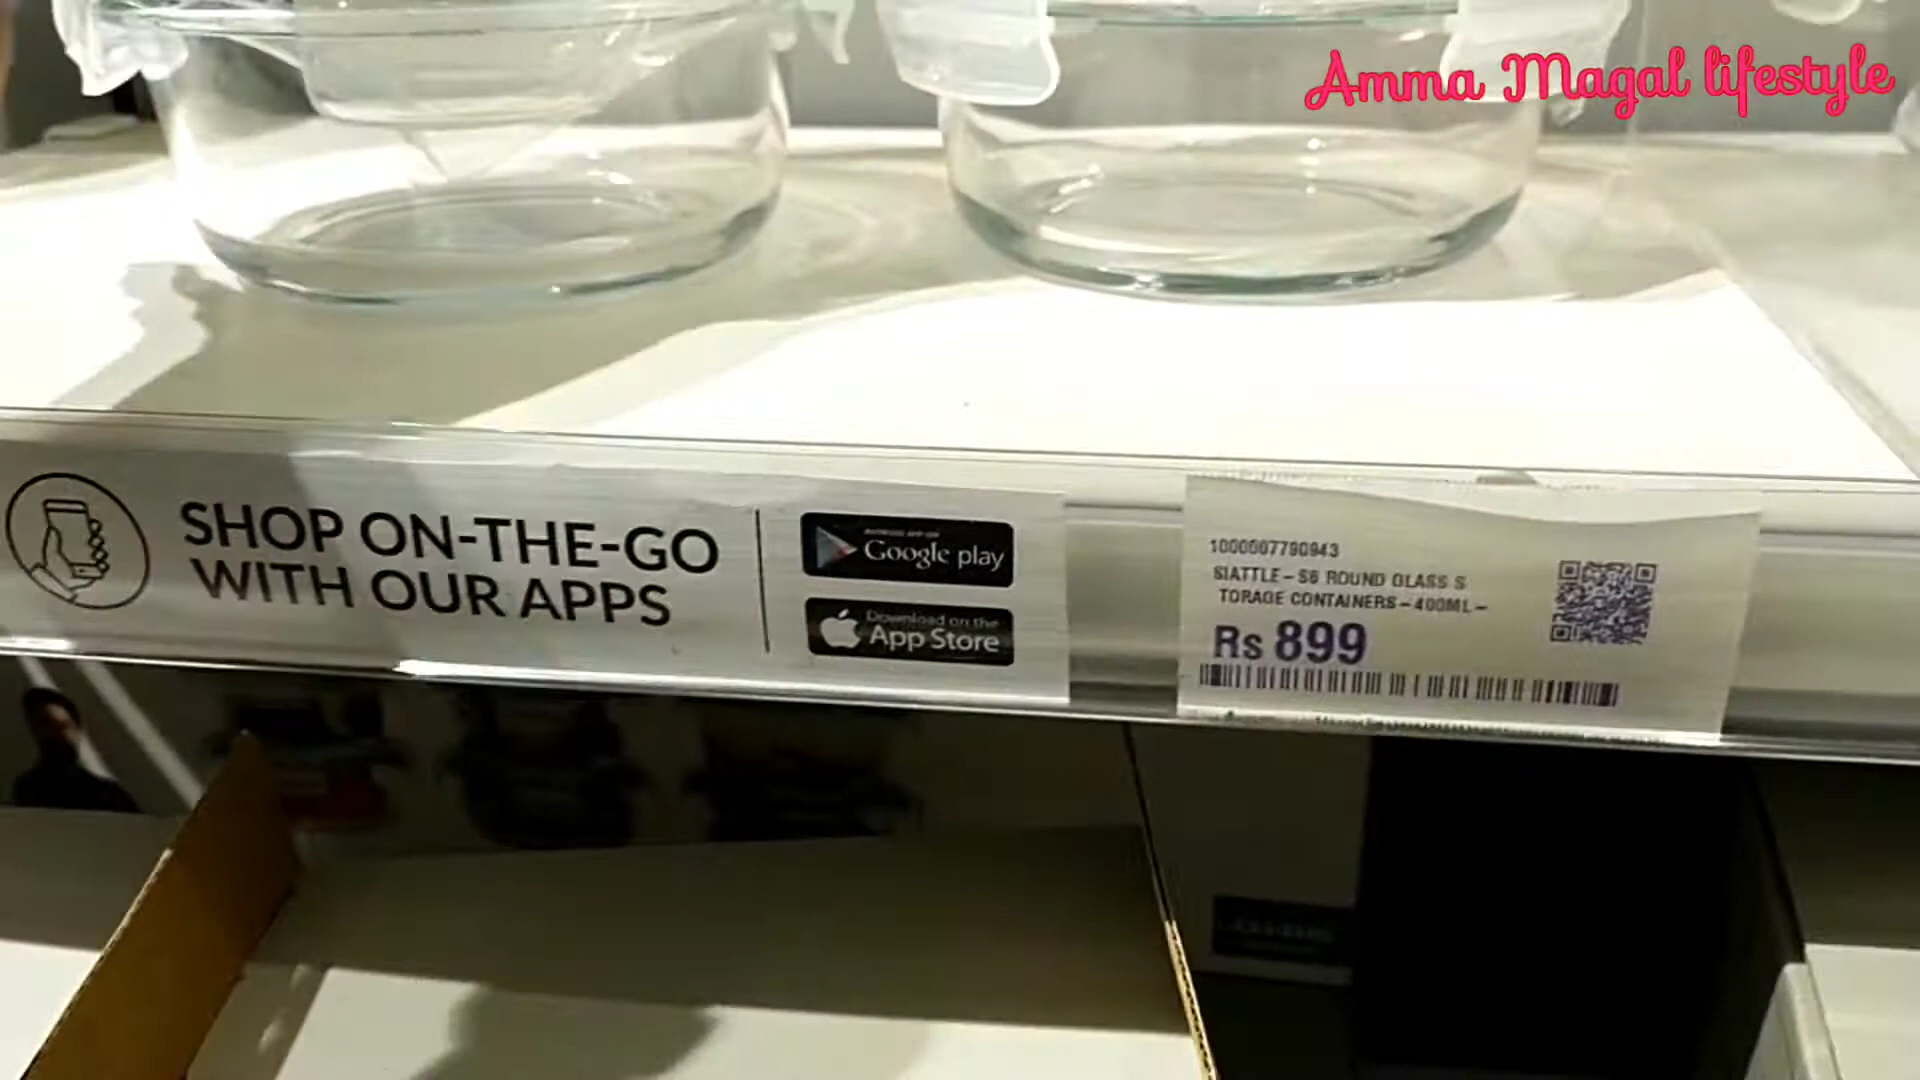 Amma Magal lifestyle
SHOP ON-THE-GO
WITH OUR APPS
Google play
Download on the
App Store
1000007790943
SIATTLE-S6 ROUND GLASS S
TORAGE CONTAINERS-400ML-
Rs 899